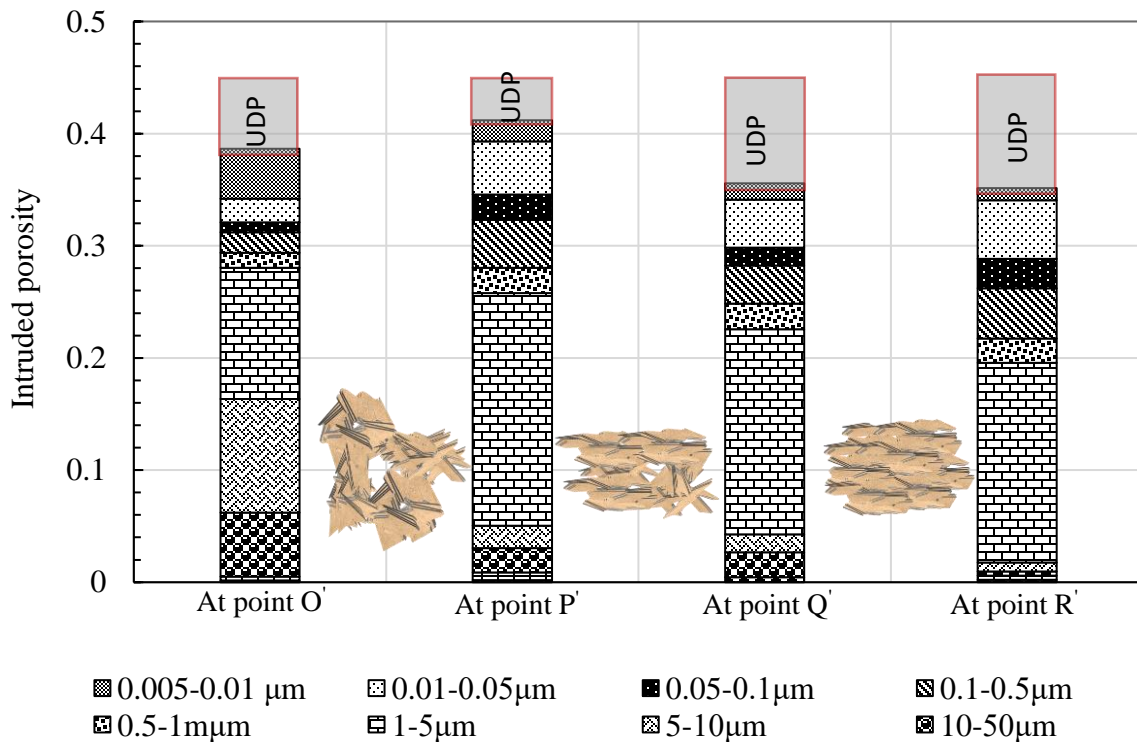 0.5
0.4
0.3
0.2
0.1
0
Intruded porosity
UDP
UDP
UDP
UDP
At point O' At point P' At point Q' At point R'
0.005-0.01 μm 0.01-0.05μm 0.05-0.1μm 0.1-0.5μm
0.5-1mμm 1-5μm 5-10μm 10-50μm